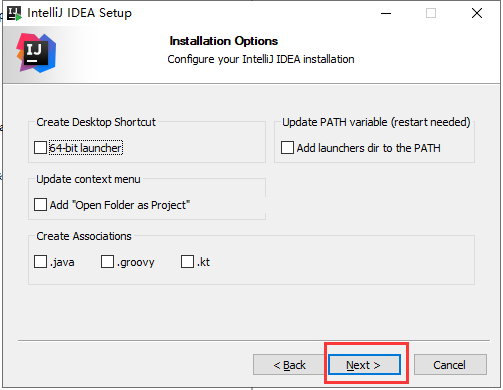 IntelliJ IDEA Setup
IJ
Installation Options
Configure your IntelliJ IDEA installation
Create Desktop Shortcut
64-bit launcher
Update PATH variable (restart needed)
Add launchers dir to the PATH
Update context menu
Add "Open Folder as Project"
Create Associations
.java .groovy .kt
< Back Next > Cancel